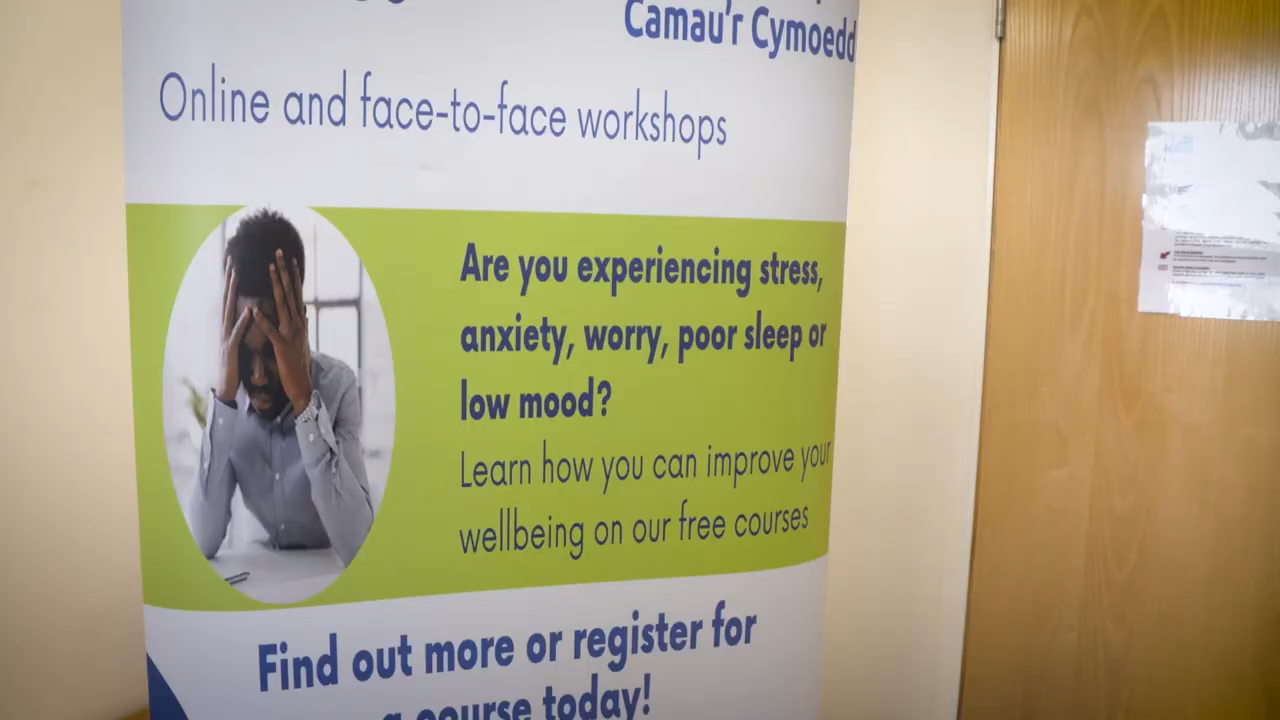 Camau'r Cymoedd
Online and face-to-face workshops
Are you experiencing stress,
anxiety, worry, poor sleep or
low mood?
Learn how you can improve your
wellbeing on our free courses
Find out more or register for
a course today!